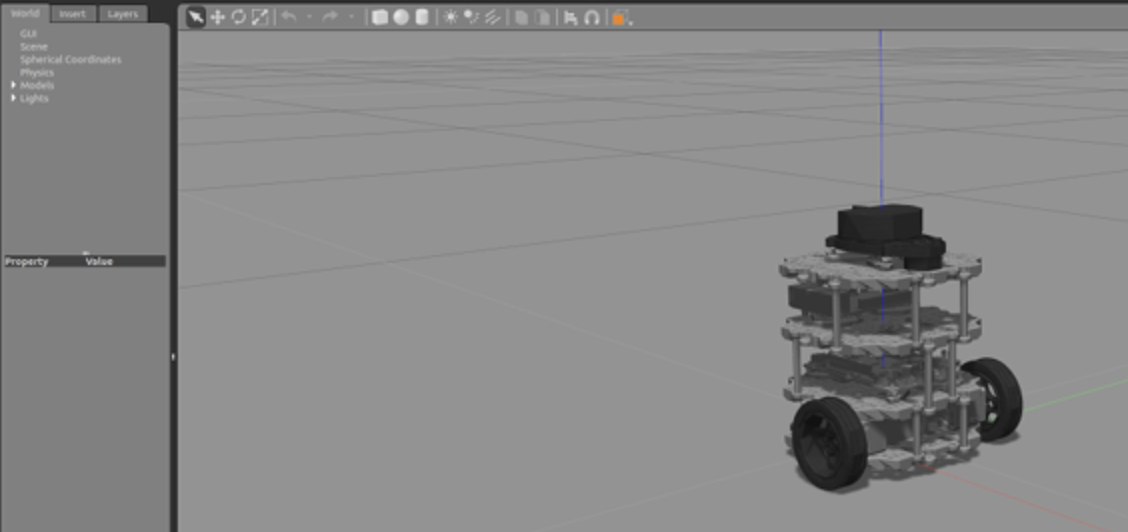 World Insert Layers
GUI
Scene
Spherical Coordinates
Physics
Models
Lights
Property Value